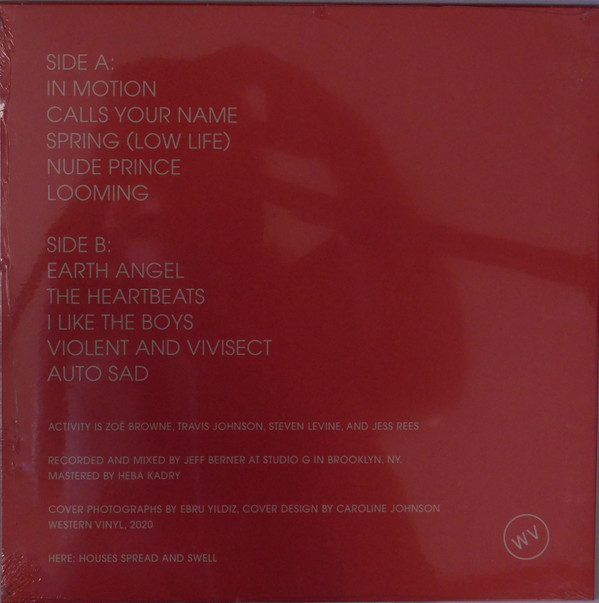 SIDE A:
IN MOTION
CALLS YOUR NAME
SPRING (LOW LIFE)
NUDE PRINCE
LOOMING
SIDE B:
EARTH ANGEL
THE HEARTBEATS
I LIKE THE BOYS
VIOLENT AND VIVISECT
AUTO SAD
ACTIVITY IS ZOË BROWNE, TRAVIS JOHNSON, STEVEN LEVINE, AND JESS REES
RECORDED AND MIXED BY JEFF BERNER AT STUDIO G IN BROOKLYN, NY.
MASTERED BY HEBA KADRY
COVER PHOTOGRAPHS BY EBRU YILDIZ, COVER DESIGN BY CAROLINE JOHNSON
WESTERN VINYL, 2020
HERE: HOUSES SPREAD AND SWELL
WV